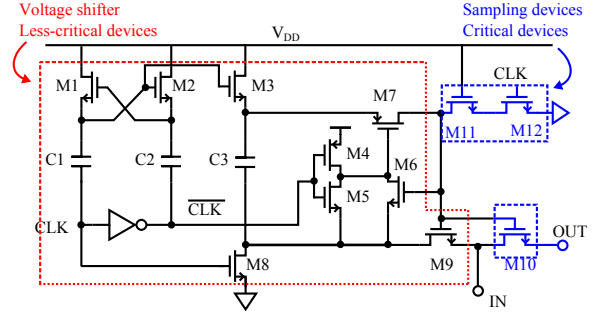 Voltage shifter
Less-critical devices
Sampling devices
Critical devices
VDD
M1
M2
M3
M7
CLK
M11
M12
C1
C2
C3
M4
M6
M5
CLK
CLK
M8
M9
M10
OUT
IN